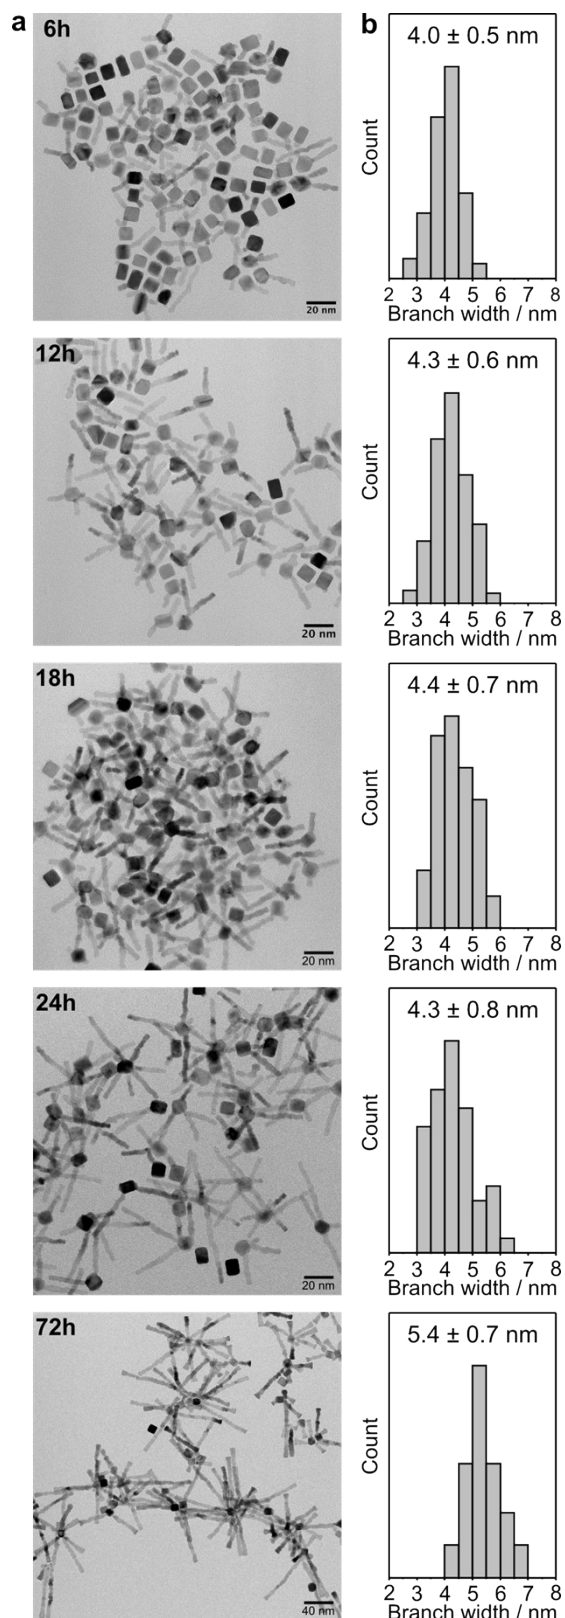 a
b
6h
20 nm
4.0 ± 0.5 nm
Count
2 3 4 5 6 7 8
Branch width / nm
12h
20 nm
4.3 ± 0.6 nm
Count
2 3 4 5 6 7 8
Branch width / nm
18h
20 nm
4.4 ± 0.7 nm
Count
2 3 4 5 6 7 8
Branch width / nm
24h
20 nm
4.3 ± 0.8 nm
Count
2 3 4 5 6 7 8
Branch width / nm
72h
40 nm
5.4 ± 0.7 nm
Count
2 3 4 5 6 7 8
Branch width / nm